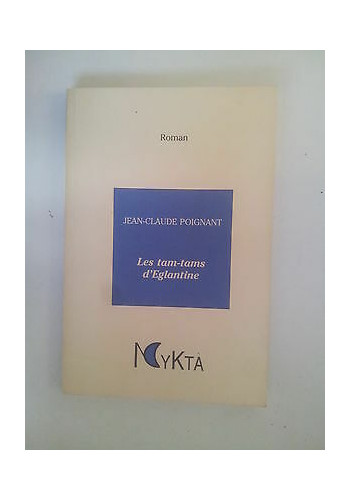 Roman
JEAN-CLAUDE POIGNANT
Les tam-tams
d'Eglantine
NyKTA